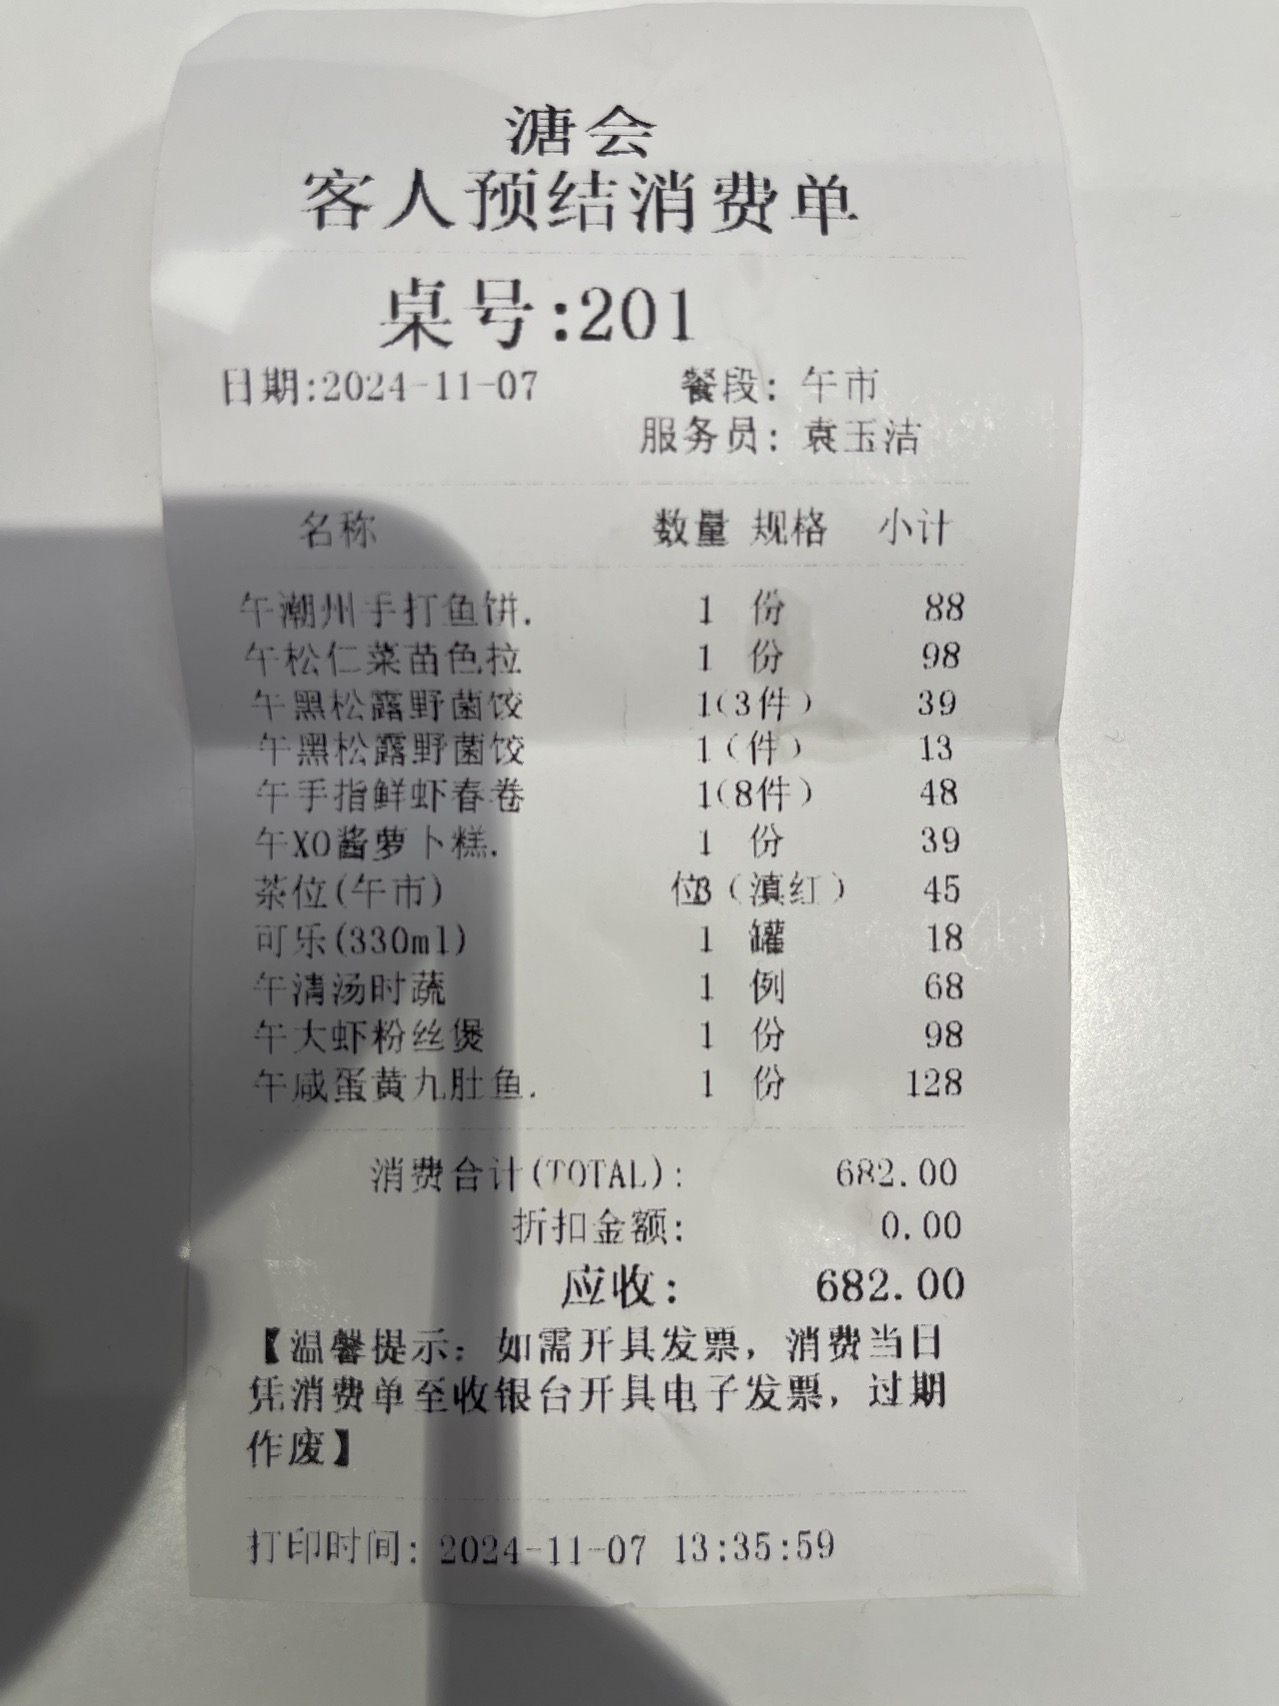 溏会
客人预结消费单
桌号:201
日期:2024-11-07 餐段: 午市
服务员: 袁玉洁
名称 数量 规格 小计
午潮州手打鱼饼. 1 份 88
午松仁菜苗色拉 1 份 98
午黑松露野菌饺 1(3件) 39
午黑松露野菌饺 1(件) 13
午手指鲜虾春卷 1(8件) 48
午XO酱萝卜糕. 1 份 39
茶位(午市) 位3(滇红) 45
可乐(330ml) 1 罐 18
午清汤时蔬 1 例 68
午大虾粉丝煲 1 份 98
午咸蛋黄九肚鱼. 1 份 128
消费合计(TOTAL): 682.00
折扣金额: 0.00
应收: 682.00
【温馨提示: 如需开具发票, 消费当日
凭消费单至收银台开具电子发票, 过期
作废】
打印时间: 2024-11-07 13:35:59